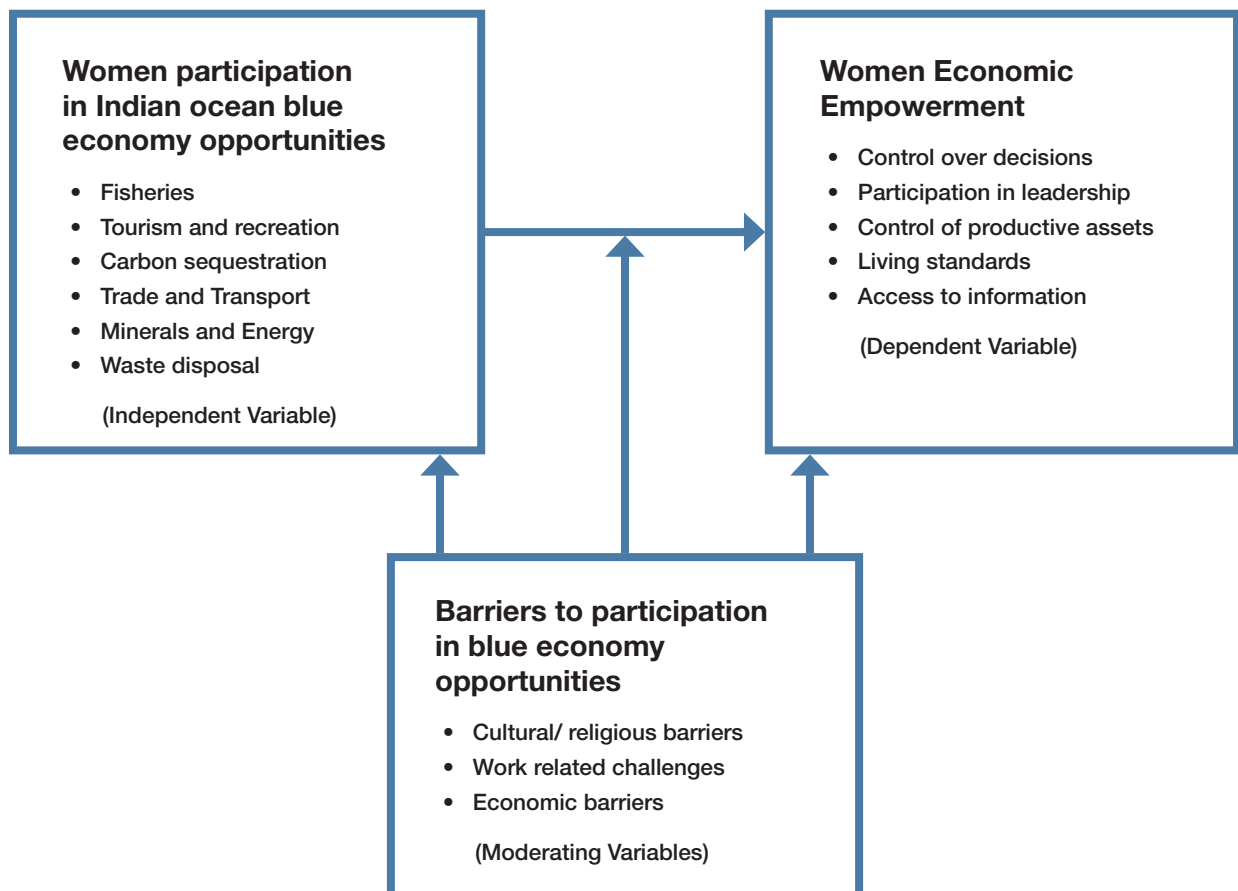 Women participation
in Indian ocean blue
economy opportunities
• Fisheries
• Tourism and recreation
• Carbon sequestration
• Trade and Transport
• Minerals and Energy
• Waste disposal
(Independent Variable)
Women Economic
Empowerment
• Control over decisions
• Participation in leadership
• Control of productive assets
• Living standards
• Access to information
(Dependent Variable)
Barriers to participation
in blue economy
opportunities
• Cultural/ religious barriers
• Work related challenges
• Economic barriers
(Moderating Variables)